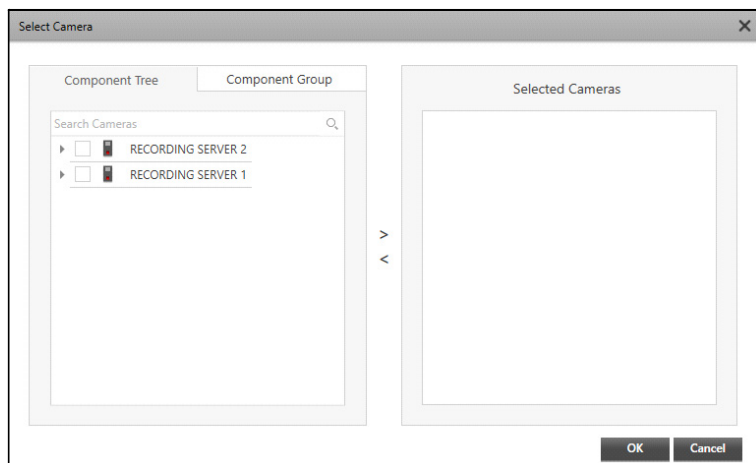 Select Camera
Component Tree
Component Group
Search Cameras
RECORDING SERVER 2
RECORDING SERVER 1
>
<
Selected Cameras
OK
Cancel